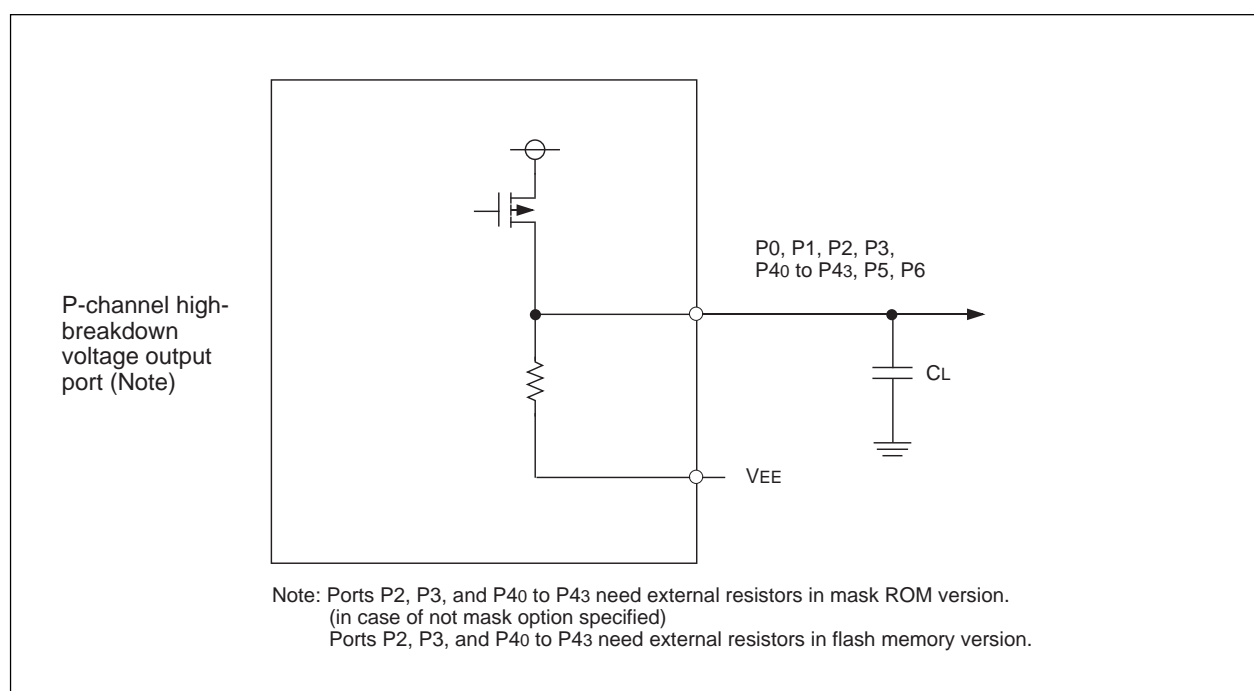 P0, P1, P2, P3,
P40 to P43, P5, P6
P-channel high-
breakdown
voltage output
port (Note)
CL
VEE
Note: Ports P2, P3, and P40 to P43 need external resistors in mask ROM version.
(in case of not mask option specified)
Ports P2, P3, and P40 to P43 need external resistors in flash memory version.